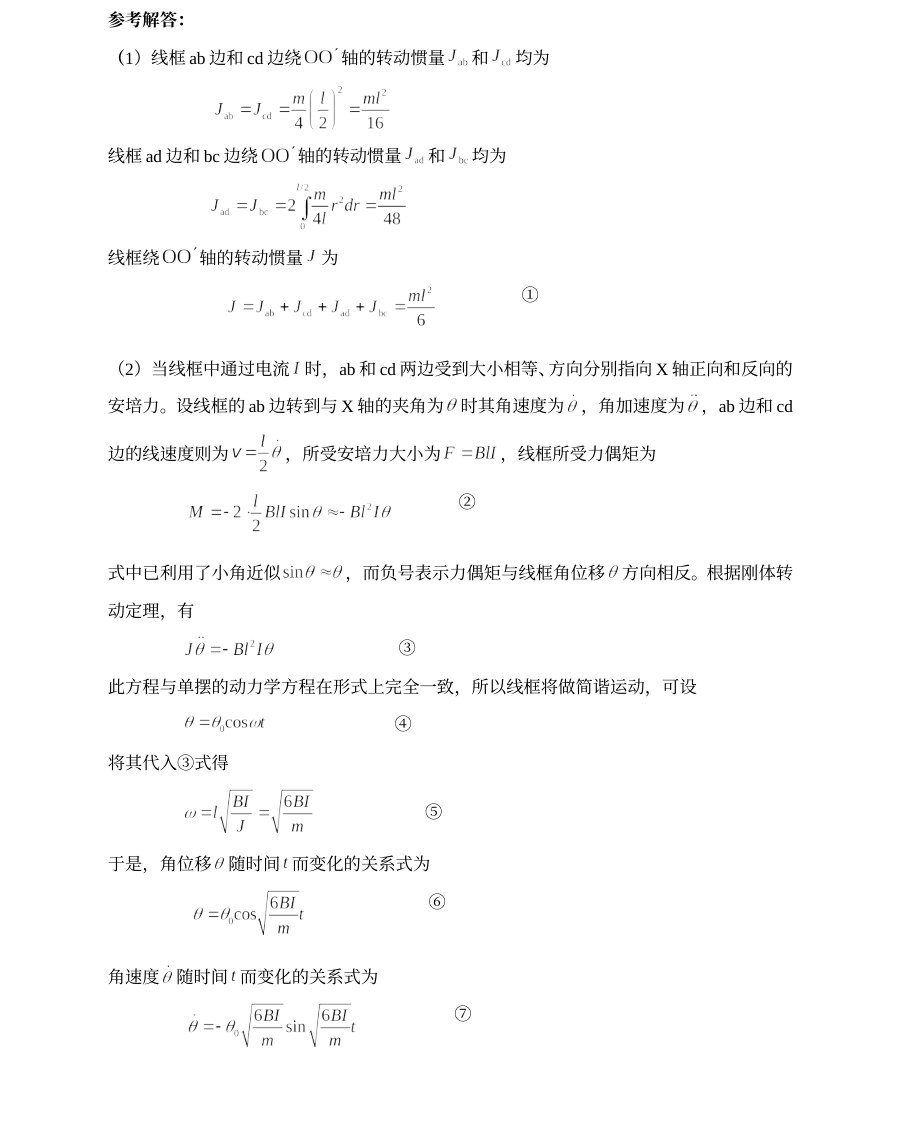 参考解答：
（1）线框 ab 边和 cd 边绕 OO′ 轴的转动惯量 J_ab 和 J_cd 均为
J_ab = J_cd = m/4 (l/2)^2 = ml^2/16
线框 ad 边和 bc 边绕 OO′ 轴的转动惯量 J_ad 和 J_bc 均为
J_ad = J_bc = 2∫_0^{l/2} m/4l r^2dr = ml^2/48
线框绕 OO′ 轴的转动惯量 J 为
J = J_ab + J_cd + J_ad + J_bc = ml^2/6 ①
（2）当线框中通过电流 I 时，ab 和 cd 两边受到大小相等、方向分别指向 X 轴正向和反向的
安培力。设线框的 ab 边转到与 X 轴的夹角为 θ 时其角速度为 θ̇，角加速度为 θ̈，ab 边和 cd
边的线速度则为 v = l/2 θ̇，所受安培力大小为 F = BlI，线框所受力偶矩为
M = -2·l/2 BlI sinθ ≈ -Bl^2Iθ ②
式中已利用了小角近似 sinθ ≈θ，而负号表示力偶矩与线框角位移 θ 方向相反。根据刚体转
动定理，有
Jθ̈ = -Bl^2Iθ ③
此方程与单摆的动力学方程在形式上完全一致，所以线框将做简谐运动，可设
θ = θ_0cosωt ④
将其代入③式得
ω = l√(BI/J) = √(6BI/m) ⑤
于是，角位移 θ 随时间 t 而变化的关系式为
θ = θ_0cos√(6BI/m) t ⑥
角速度 θ̇ 随时间 t 而变化的关系式为
θ̇ = -θ_0√(6BI/m) sin√(6BI/m) t ⑦